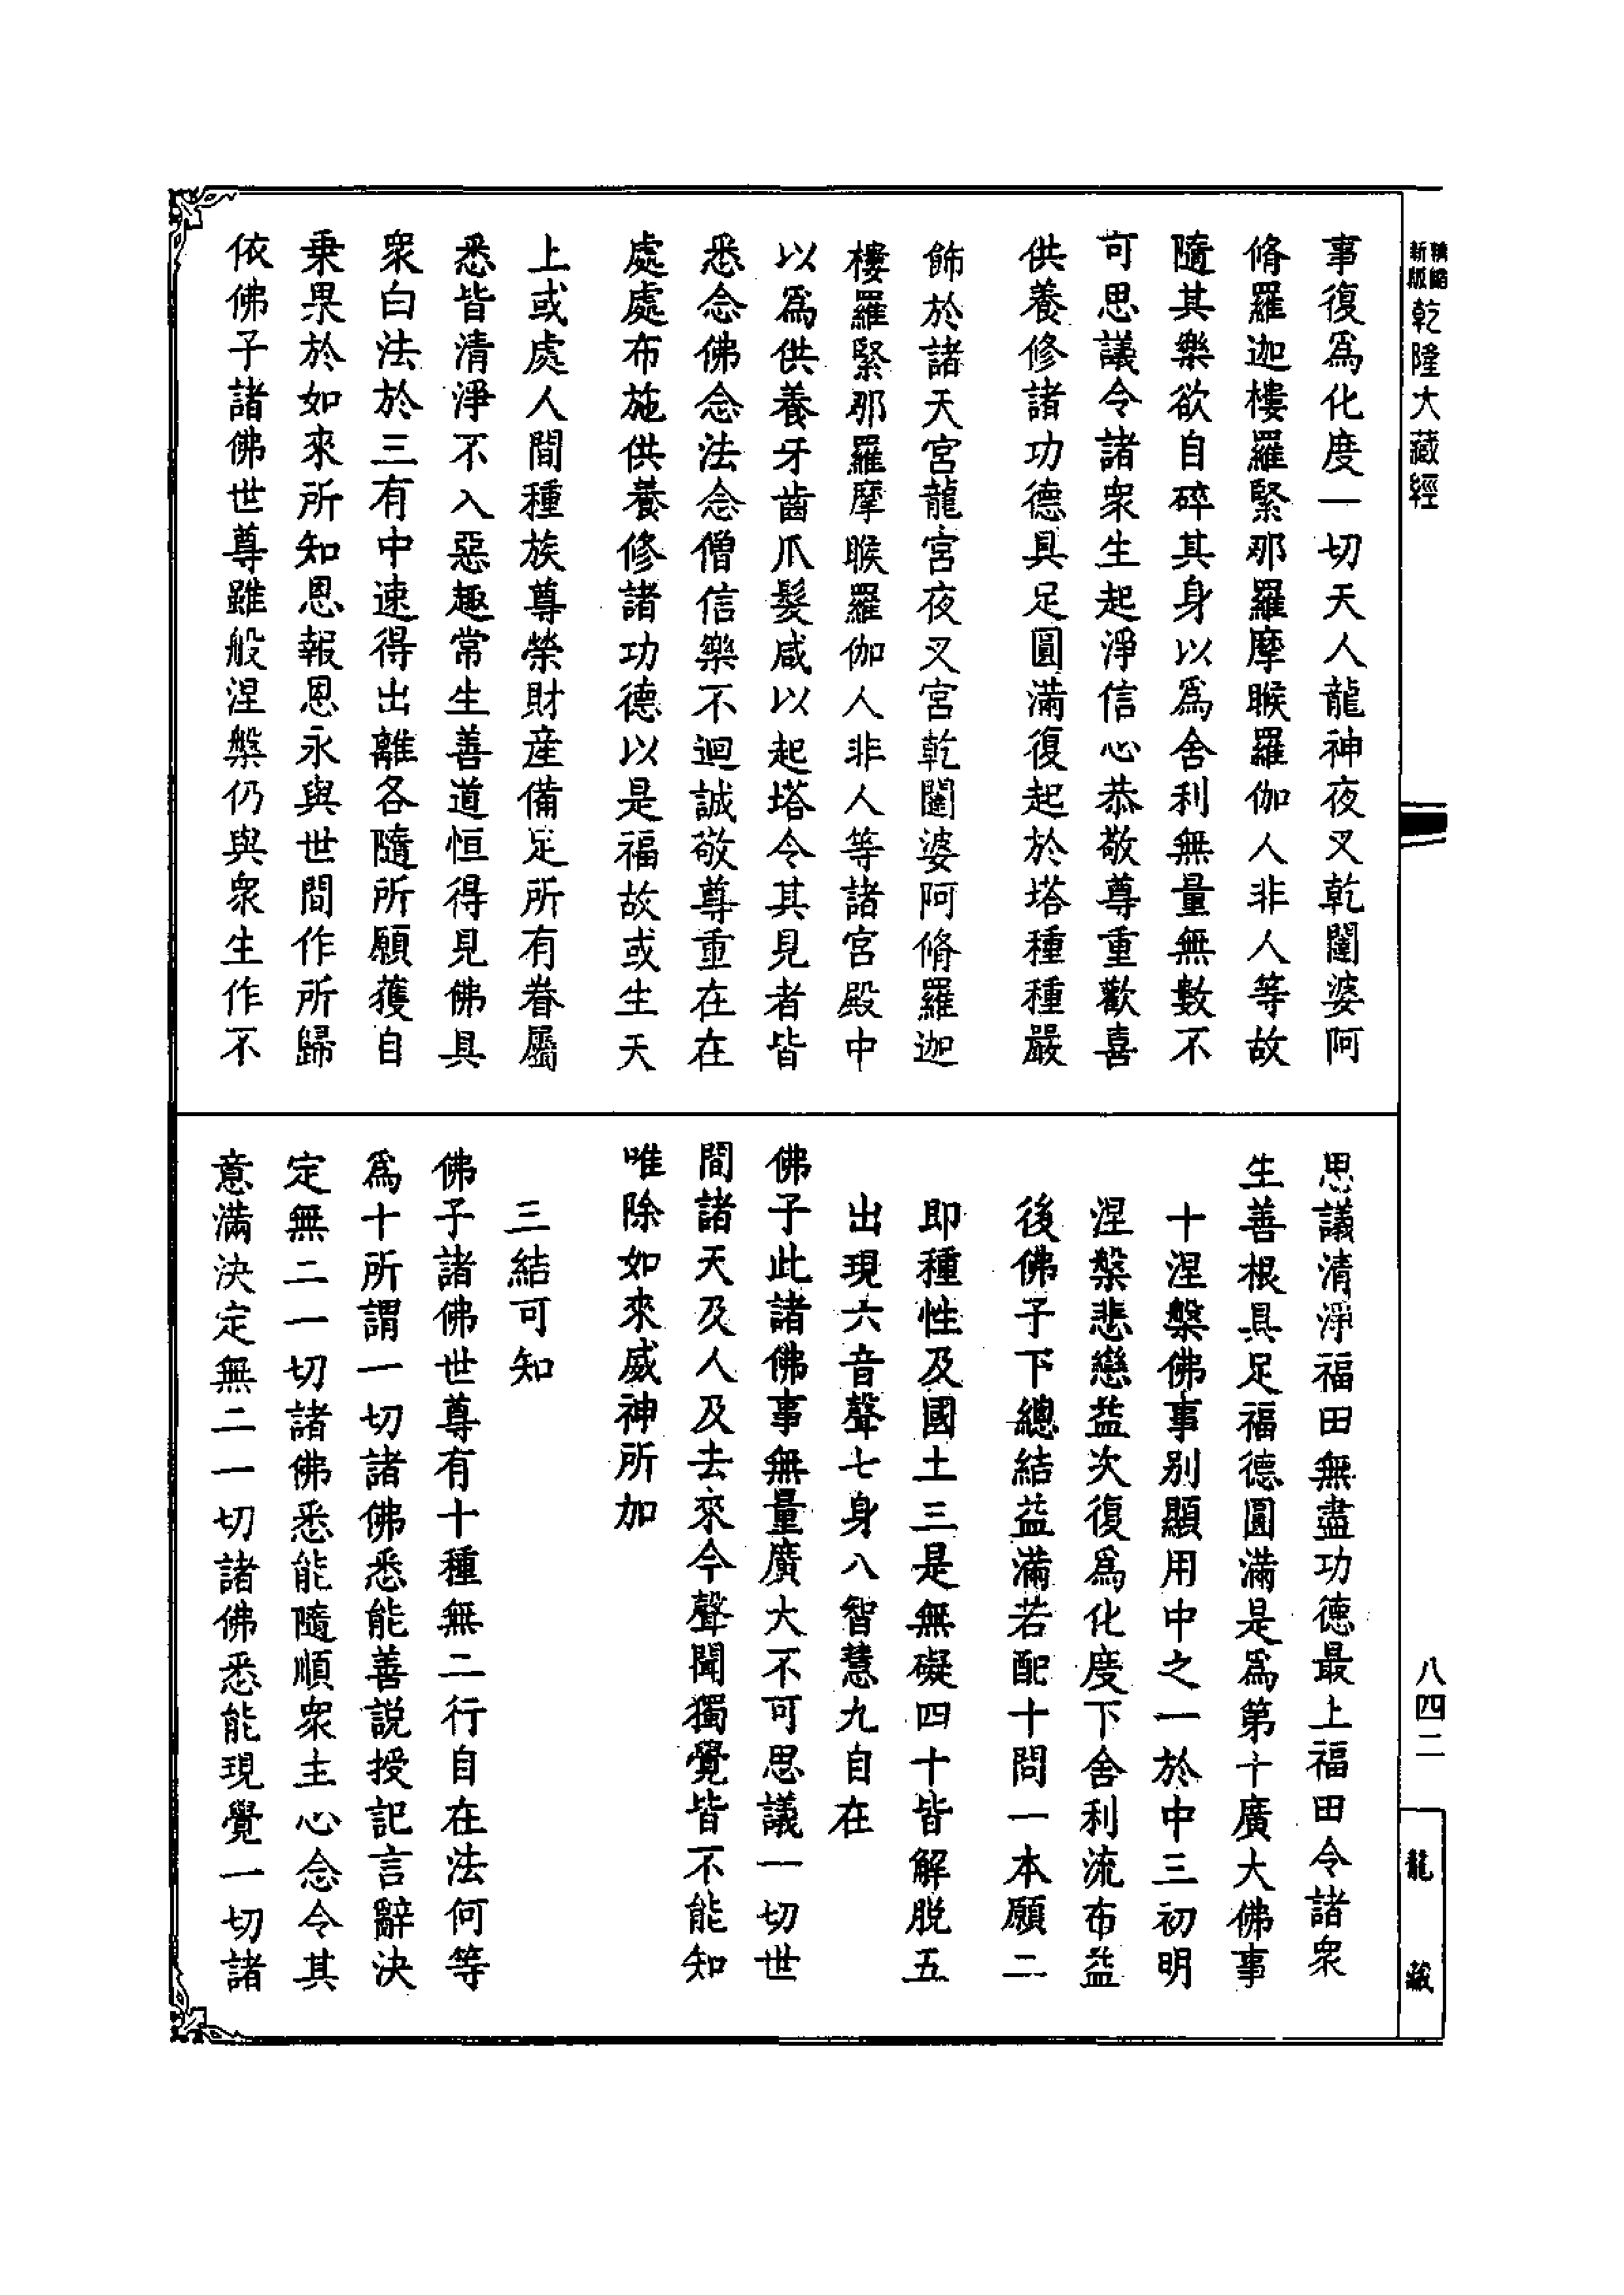 新版
乾隆大藏經
八四二
龍藏
事復爲化度一切天人龍神夜叉乾闥婆阿
脩羅迦樓羅緊那羅摩睺羅伽人非人等故
隨其樂欲自碎其身以爲舍利無量無數不
可思議令諸衆生起淨信心恭敬尊重歡喜
供養修諸功德具足圓滿復起於塔種種嚴
飾於諸天宮龍宮夜叉宮乾闥婆阿脩羅迦
樓羅緊那羅摩睺羅伽人非人等諸宮殿中
以爲供養牙齒爪髮咸以起塔令其見者皆
悉念佛念法念僧信樂不迴誠敬尊重在在
處處布施供養修諸功德以是福故或生天
上或處人間種族尊榮財産備足所有眷屬
悉皆清淨不入惡趣常生善道恒得見佛具
衆白法於三有中速得出離各隨所願獲自
乗果於如來所知恩報恩永與世間作所歸
依佛子諸佛世尊雖般涅槃仍與衆生作不
思議清淨福田無盡功德最上福田令諸衆
生善根具足福德圓滿是爲第十廣大佛事
十涅槃佛事别顯用中之一於中三初明
涅槃悲戀益次復爲化度下舍利流布益
後佛子下總結益滿若配十問一本願二
即種性及國土三是無礙四十皆解脱五
出現六音聲七身八智慧九自在
佛子此諸佛事無量廣大不可思議一切世
間諸天及人及去來今聲聞獨覺皆不能知
唯除如來威神所加
三結可知
佛子諸佛世尊有十種無二行自在法何等
爲十所謂一切諸佛悉能善説授記言辭決
定無二一切諸佛悉能隨順衆主心念令其
意滿決定無二一切諸佛悉能現覺一切諸